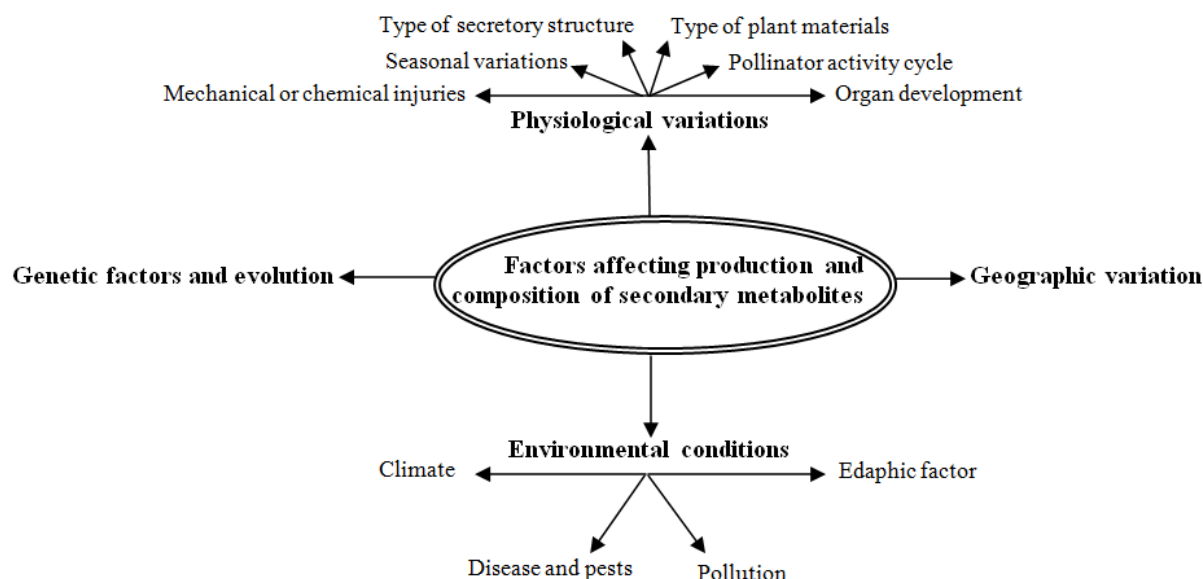 Type of secretory structure
Type of plant materials
Seasonal variations
Pollinator activity cycle
Mechanical or chemical injuries
Organ development
Physiological variations
Genetic factors and evolution
Factors affecting production and
composition of secondary metabolites
Geographic variation
Environmental conditions
Climate
Edaphic factor
Disease and pests
Pollution